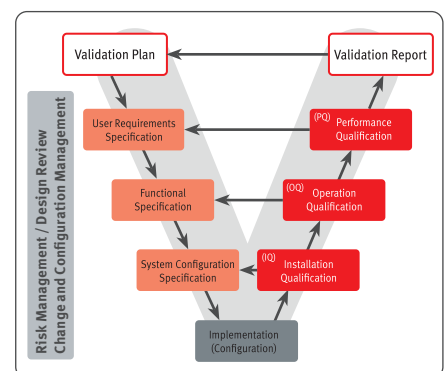 Validation Plan
Validation Report
Risk Management / Design Review
Change and Configuration Management
User Requirements
Specification
(PQ) Performance
Qualification
Functional
Specification
(OQ) Operation
Qualification
System Configuration
Specification
(IQ) Installation
Qualification
Implementation
(Configuration)